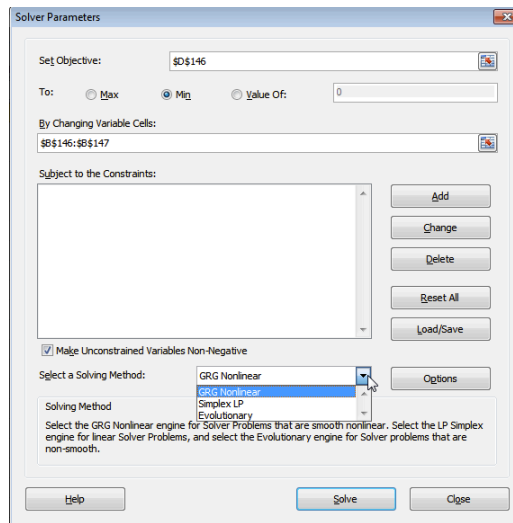 Solver Parameters
Set Objective: $D$146
To: Max Min Value Of: 0
By Changing Variable Cells:
$B$146:$B$147
Subject to the Constraints:
Add
Change
Delete
Reset All
Load/Save
Make Unconstrained Variables Non-Negative
Select a Solving Method: GRG Nonlinear Options
GRG Nonlinear
Simplex LP
Evolutionary
Solving Method
Select the GRG Nonlinear engine for Solver Problems that are smooth nonlinear. Select the LP Simplex
engine for linear Solver Problems, and select the Evolutionary engine for Solver problems that are
non-smooth.
Help Solve Close